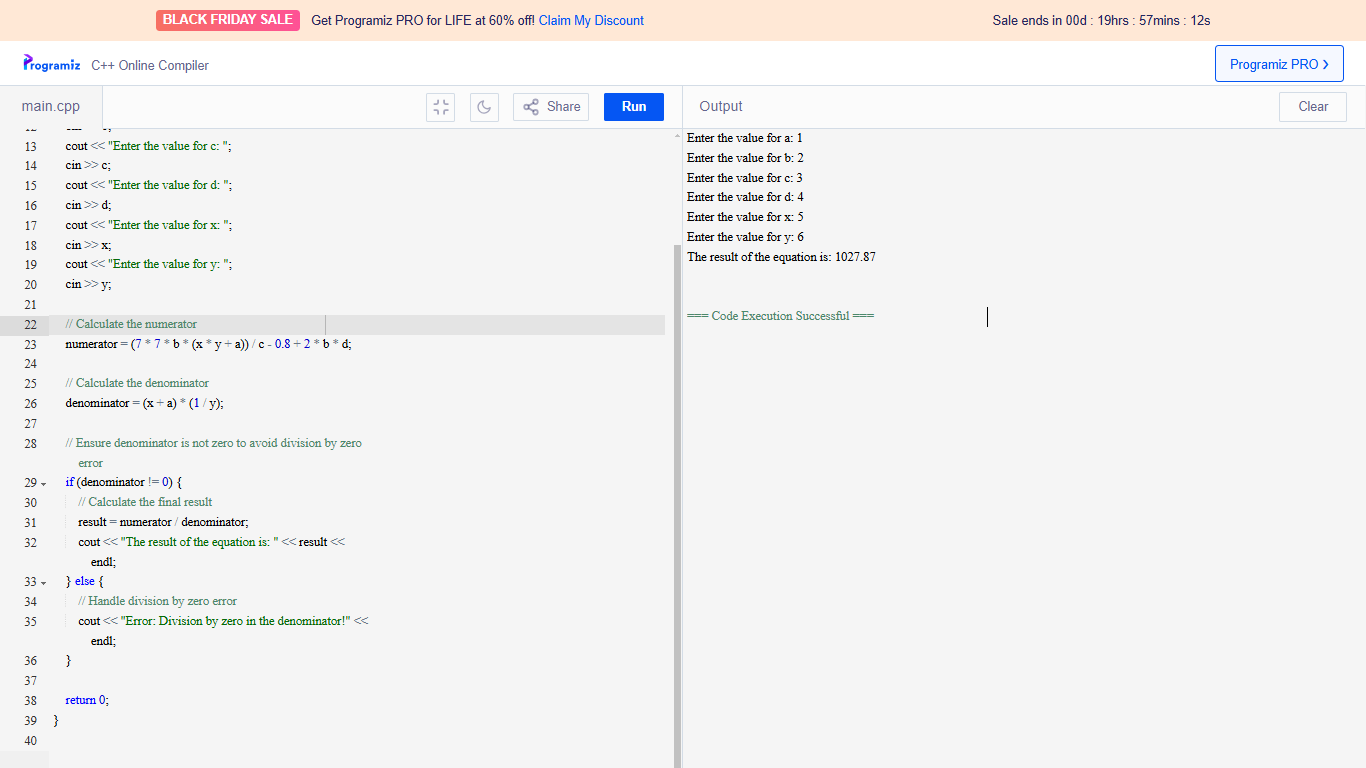 BLACK FRIDAY SALE Get Programiz PRO for LIFE at 60% off! Claim My Discount Sale ends in 00d : 19hrs : 57mins : 12s
Programiz C++ Online Compiler Programiz PRO >
main.cpp Share Run
13 cout << "Enter the value for c: ";
14 cin >> c;
15 cout << "Enter the value for d: ";
16 cin >> d;
17 cout << "Enter the value for x: ";
18 cin >> x;
19 cout << "Enter the value for y: ";
20 cin >> y;
21
22 // Calculate the numerator
23 numerator = (7 * 7 * b * (x * y + a)) / c - 0.8 + 2 * b * d;
24
25 // Calculate the denominator
26 denominator = (x + a) * (1 / y);
27
28 // Ensure denominator is not zero to avoid division by zero
error
29 if (denominator != 0) {
30 // Calculate the final result
31 result = numerator / denominator;
32 cout << "The result of the equation is: " << result <<
endl;
33 } else {
34 // Handle division by zero error
35 cout << "Error: Division by zero in the denominator!" <<
endl;
36 }
37
38 return 0;
39 }
40
Output Clear
Enter the value for a: 1
Enter the value for b: 2
Enter the value for c: 3
Enter the value for d: 4
Enter the value for x: 5
Enter the value for y: 6
The result of the equation is: 1027.87
=== Code Execution Successful ===